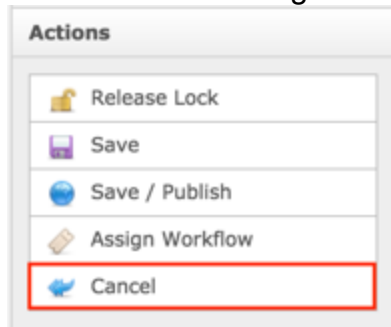 Actions
Release Lock
Save
Save / Publish
Assign Workflow
Cancel